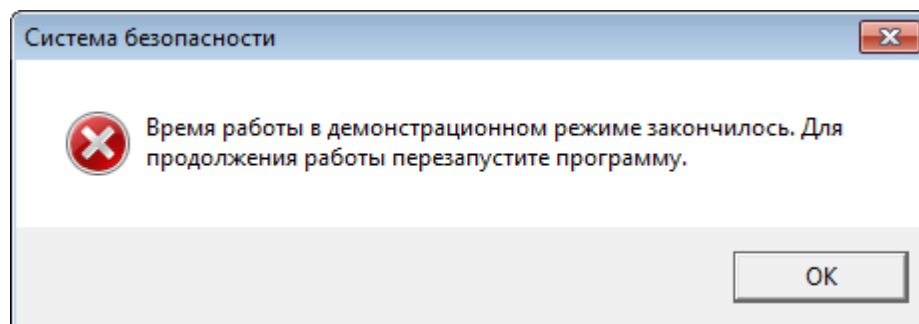 Система безопасности
Время работы в демонстрационном режиме закончилось. Для
продолжения работы перезапустите программу.
OK